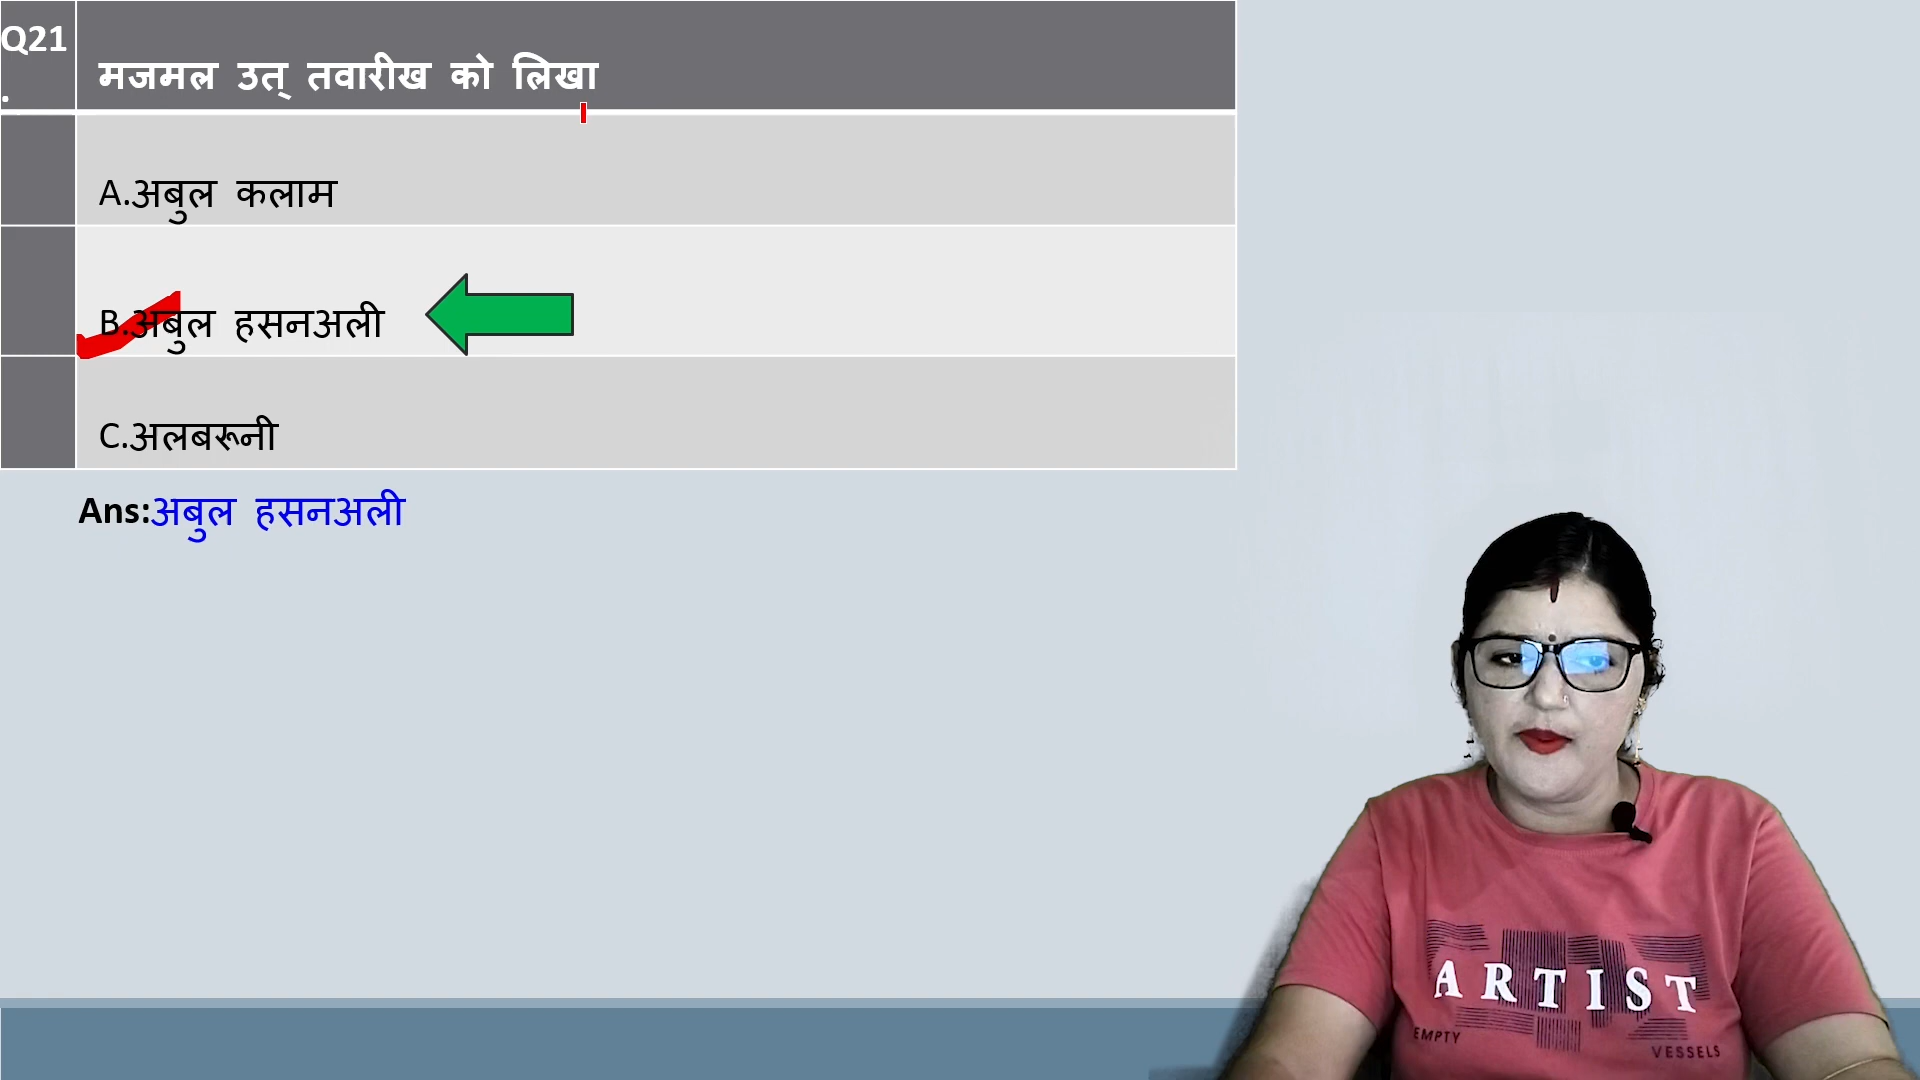 Q21
.
मजमल उत् तवारीख को लिखा
A.अबुल कलाम
B.अबुल हसनअली
C.अलबरूनी
Ans:अबुल हसनअली
ARTIST
EMPTY
VESSELS